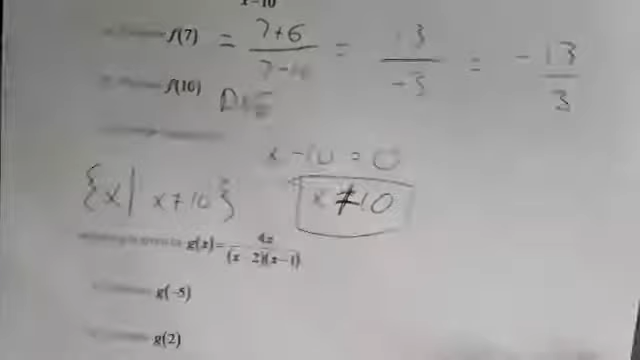 x-10
f(7) = 7+6 / 7-10 = 13 / -3 = - 13 / 3
f(10) DNE
x-10=0
{x| x≠10} x≠10
g(x)= 4x / (x 2)(x-1)
g(-5)
g(2)